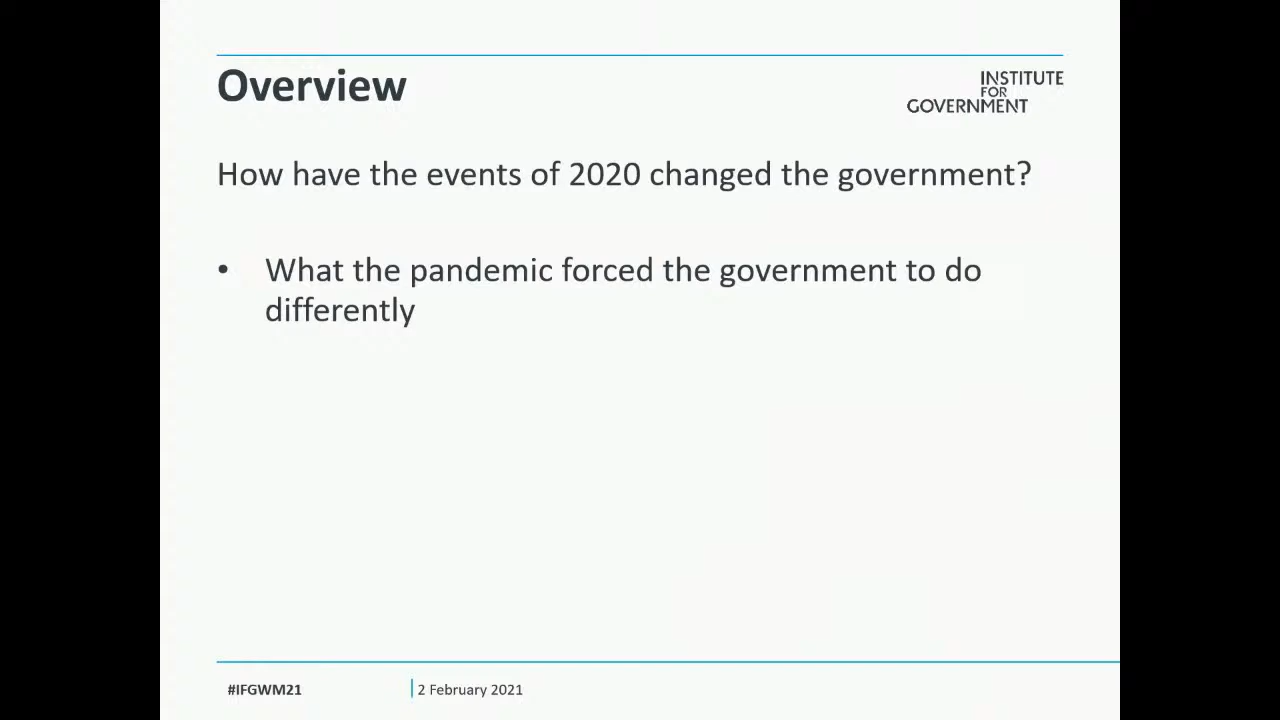 Overview
INSTITUTE
FOR
GOVERNMENT
How have the events of 2020 changed the government?
• What the pandemic forced the government to do
differently
#IFGWM21
2 February 2021